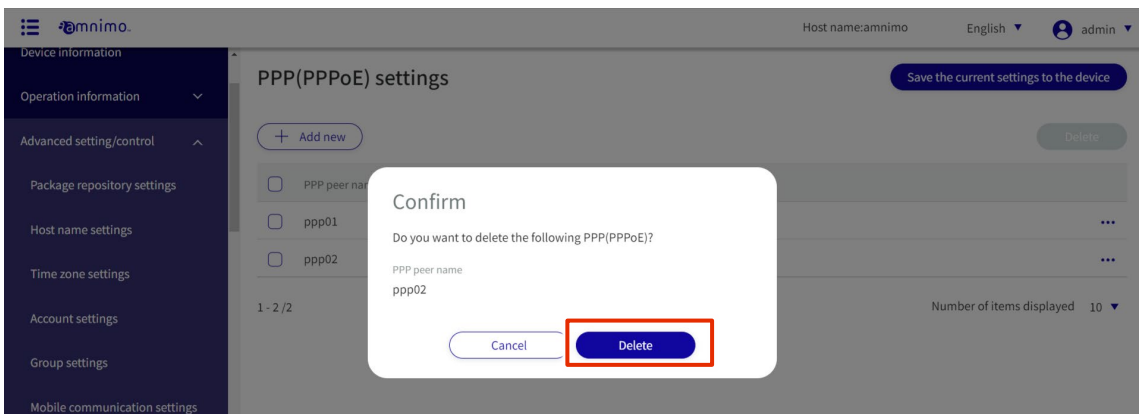 amnimo
Host name:amnimo
English
admin
Device information
Operation information
Advanced setting/control
Package repository settings
Host name settings
Time zone settings
Account settings
Group settings
Mobile communication settings
PPP(PPPoE) settings
Save the current settings to the device
+ Add new
Delete
PPP peer
ppp01
ppp02
1 - 2 /2
Number of items displayed 10
Confirm
Do you want to delete the following PPP(PPPoE)?
PPP peer name
ppp02
Cancel
Delete